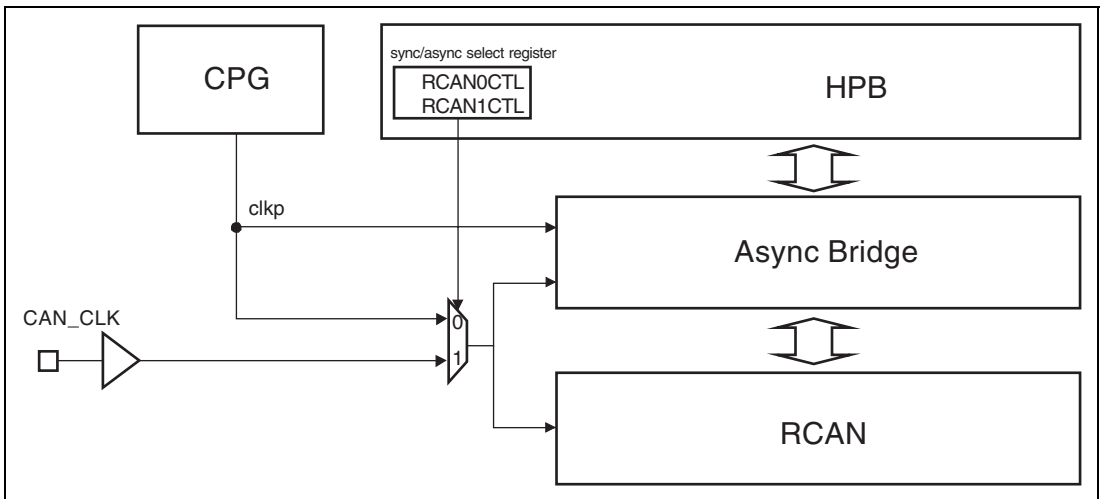 CPG
sync/async select register
RCAN0CTL
RCAN1CTL
HPB
clkp
Async Bridge
CAN_CLK
0
1
RCAN